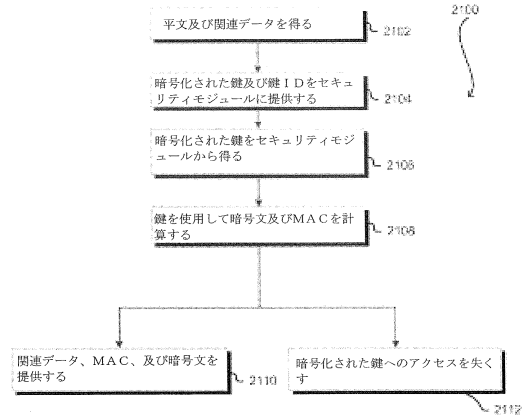 2100
平文及び関連データを得る
2102
暗号化された鍵及び鍵IDをセキュ
リティモジュールに提供する
2104
暗号化された鍵をセキュリティモジ
ュールから得る
2106
鍵を使用して暗号文及びMACを計
算する
2108
関連データ、MAC、及び暗号文を
提供する
2110
暗号化された鍵へのアクセスを失く
す
2112